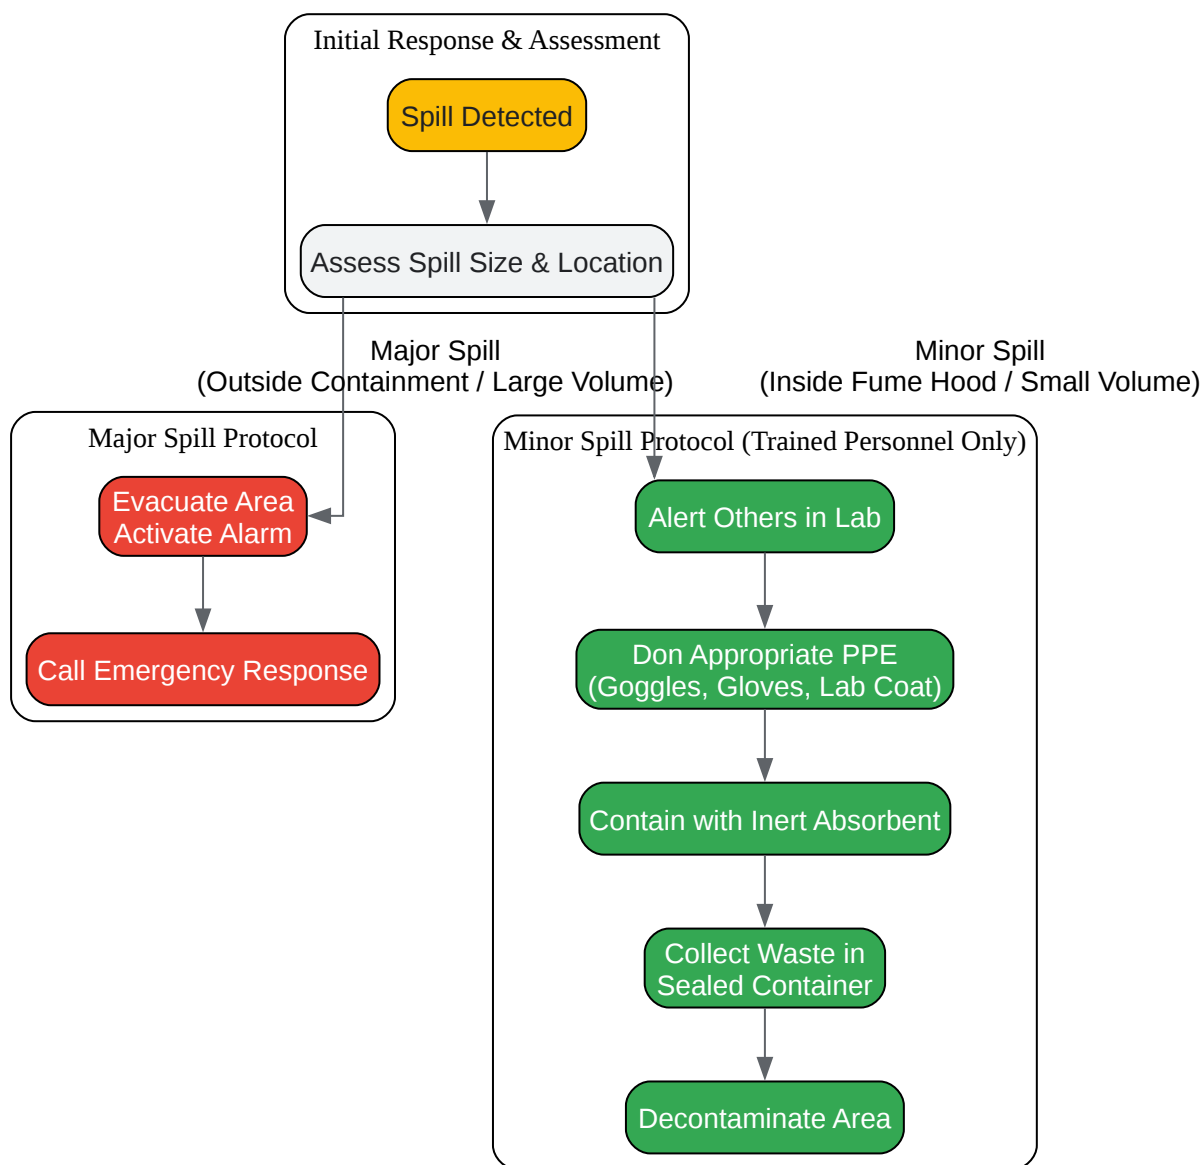 Initial Response & Assessment
Spill Detected
Assess Spill Size & Location
Major Spill
(Outside Containment / Large Volume)
Minor Spill
(Inside Fume Hood / Small Volume)
Major Spill Protocol
Evacuate Area
Activate Alarm
Call Emergency Response
Minor Spill Protocol (Trained Personnel Only)
Alert Others in Lab
Don Appropriate PPE
(Goggles, Gloves, Lab Coat)
Contain with Inert Absorbent
Collect Waste in
Sealed Container
Decontaminate Area